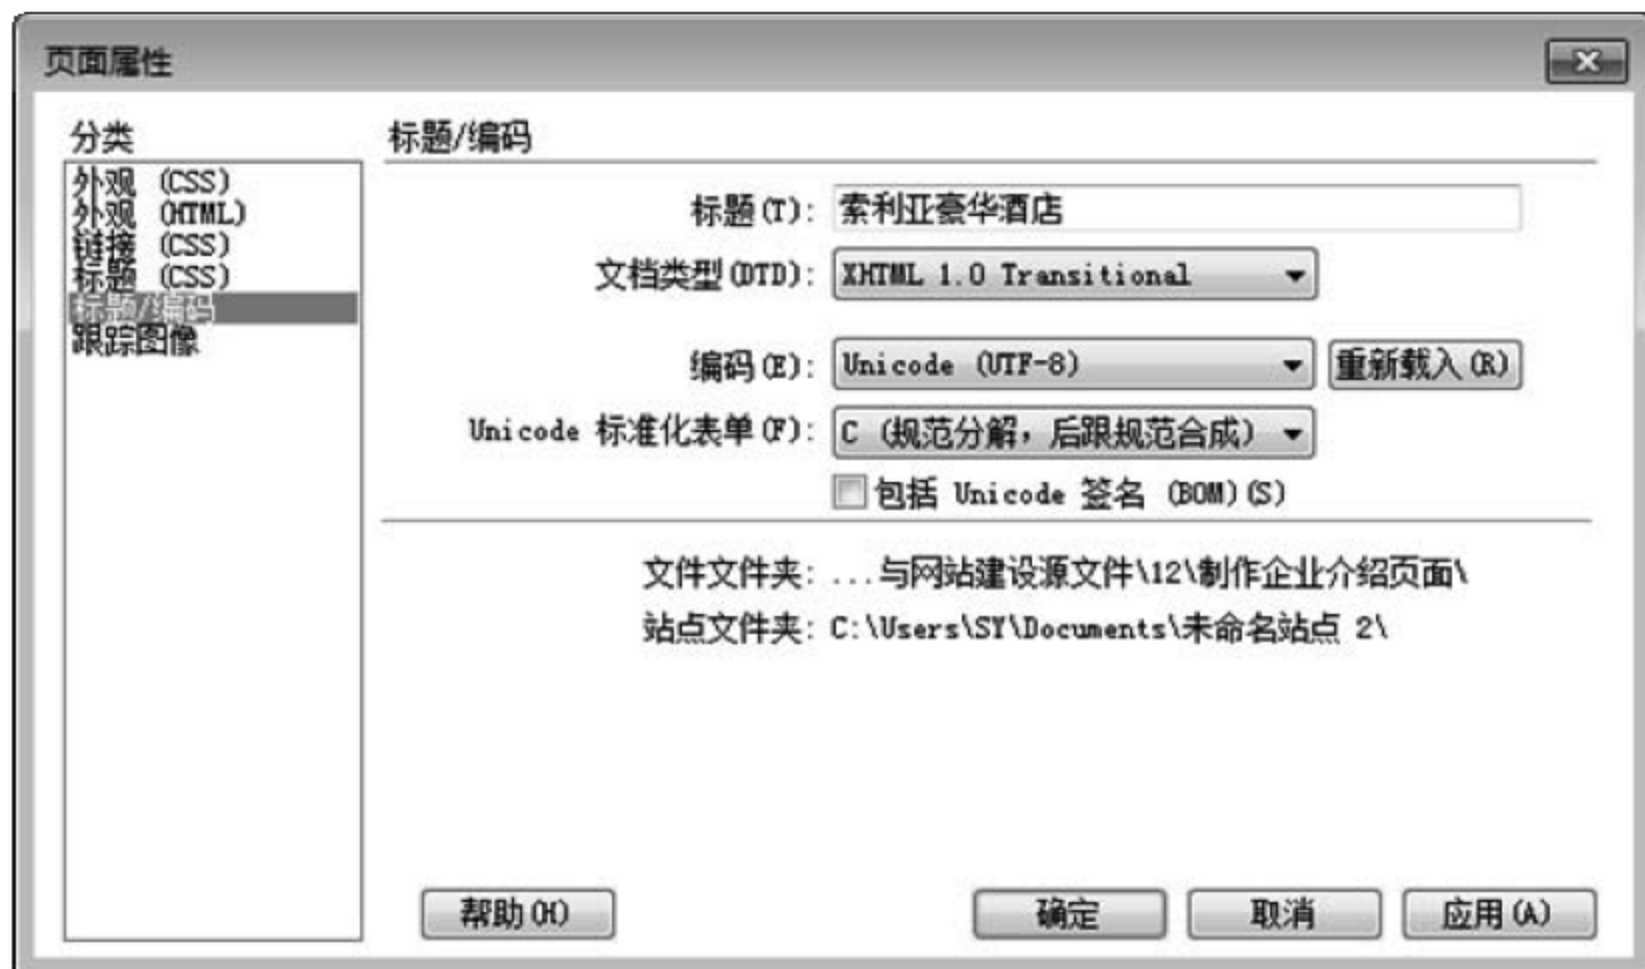 页面属性
分类
外观 (CSS)
外观 (HTML)
链接 (CSS)
标题 (CSS)
标题/编码
跟踪图像
标题/编码
标题(T): 索利亚豪华酒店
文档类型(DTD): XHTML 1.0 Transitional
编码(E): Unicode (UTF-8) 重新载入(R)
Unicode 标准化表单(F): C (规范分解，后跟规范合成)
包括 Unicode 签名 (BOM)(S)
文件文件夹: ...与网站建设源文件\12\制作企业介绍页面\
站点文件夹: C:\Users\SY\Documents\未命名站点 2\
帮助(H) 确定 取消 应用(A)